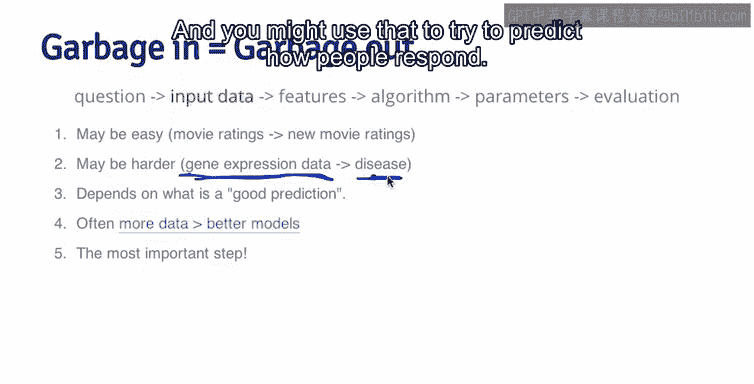 And you might use that to try to predict
how people respond.
Garbage in = Garbage out
question -> input data -> features -> algorithm -> parameters -> evaluation
1. May be easy (movie ratings -> new movie ratings)
2. May be harder (gene expression data -> disease)
3. Depends on what is a "good prediction".
4. Often more data > better models
5. The most important step!